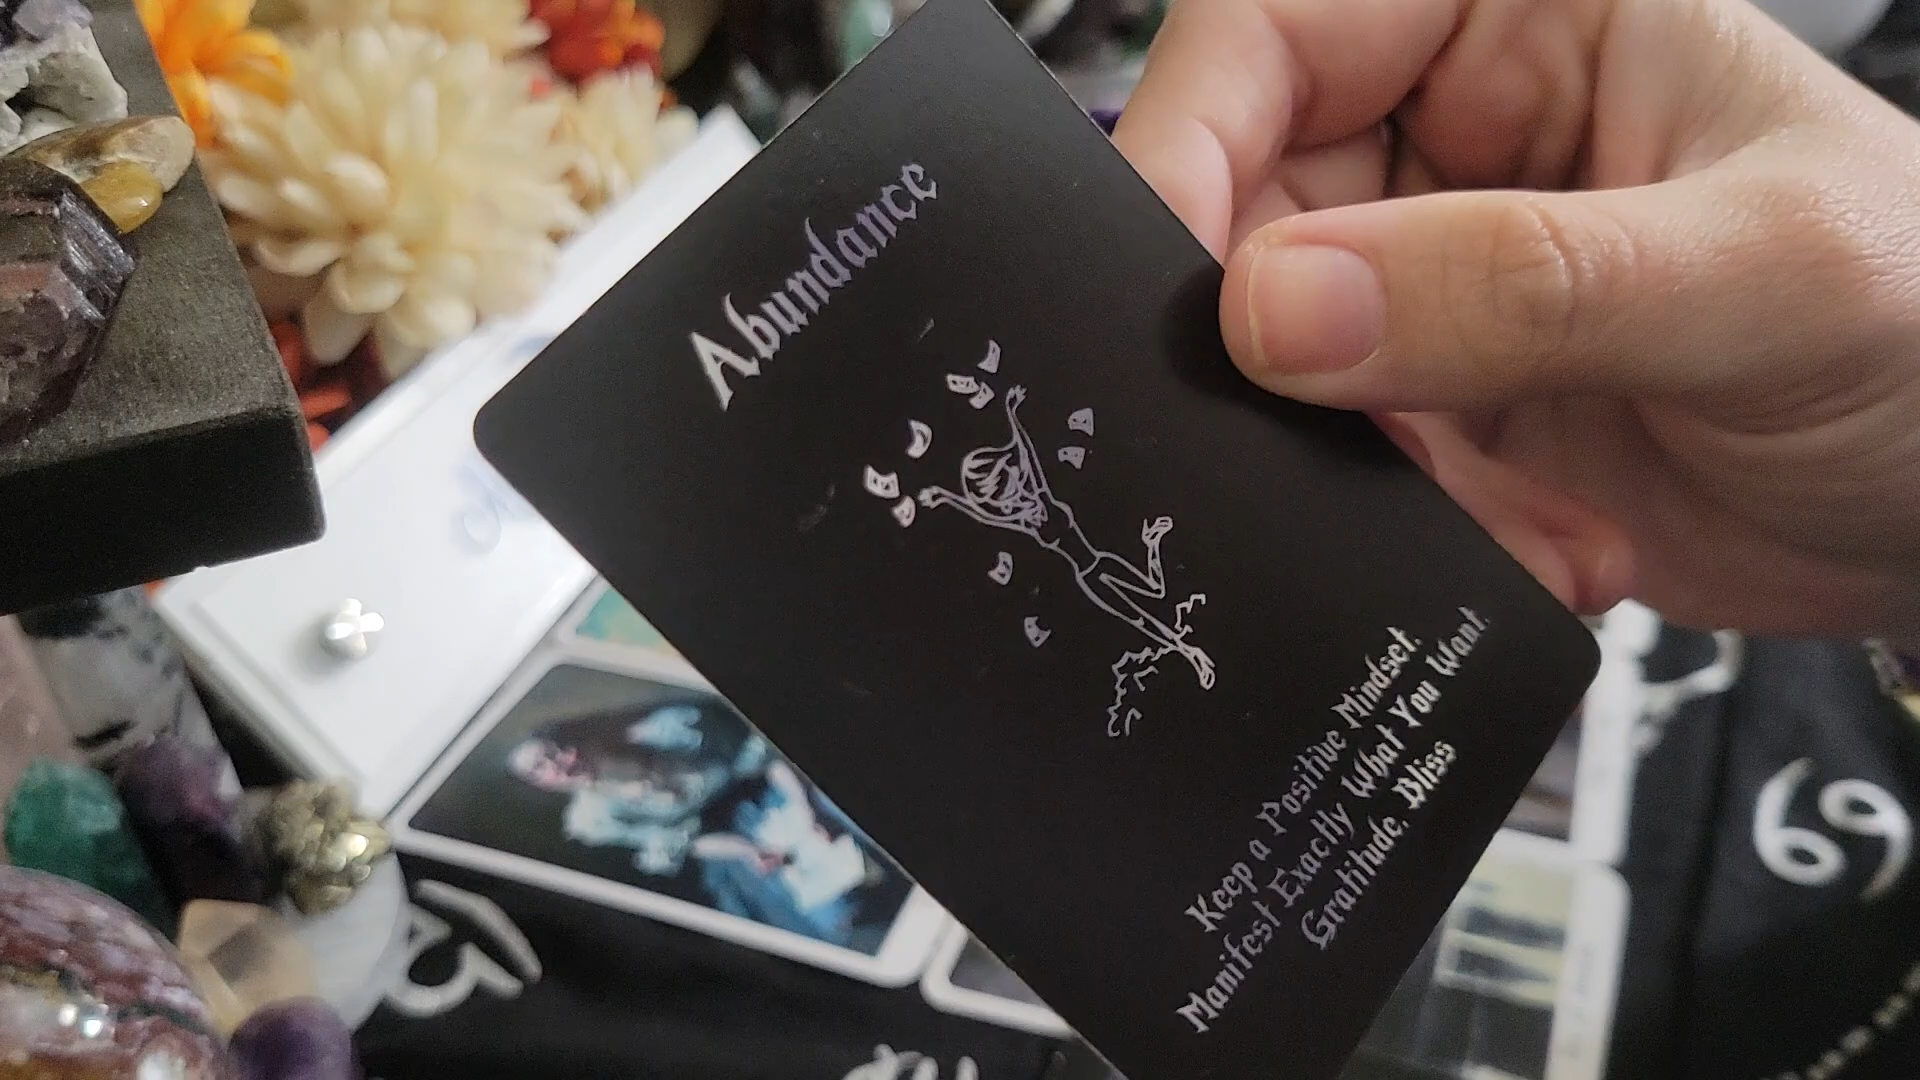 Abundance
Keep a Positive Mindset.
Manifest Exactly What You Want.
Gratitude. Bliss